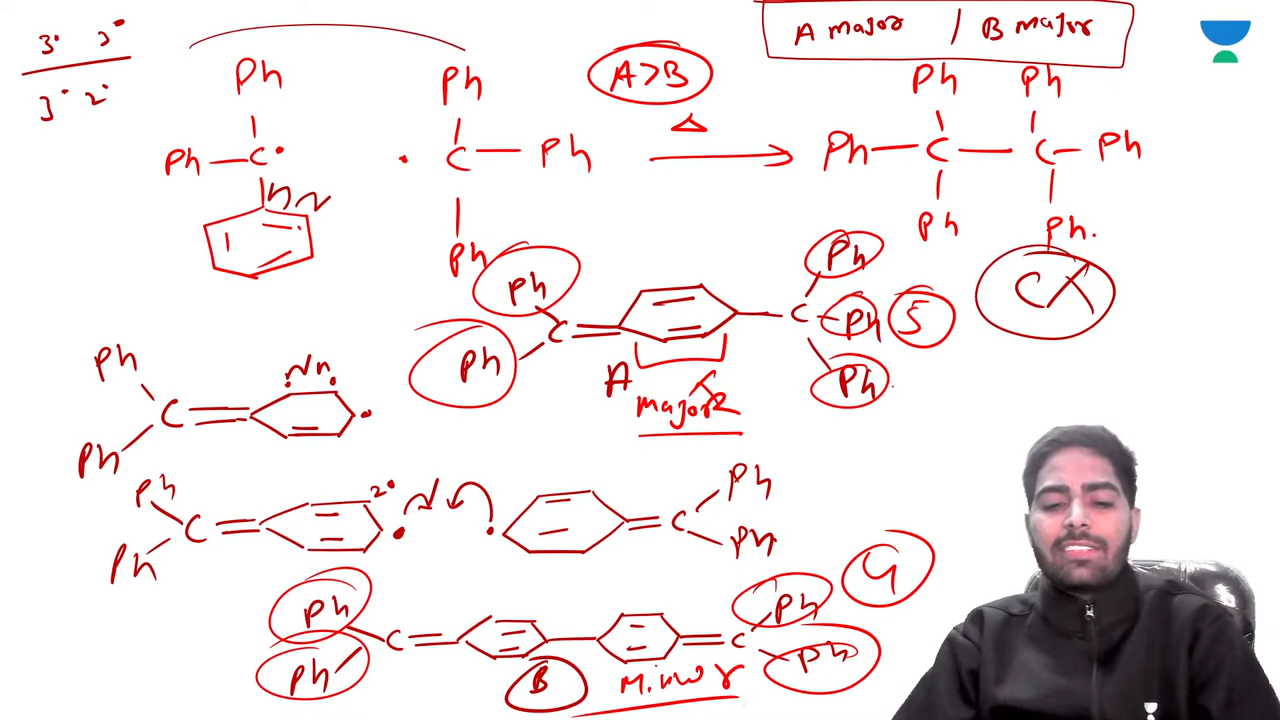 3° 3°
3° 2°
A major / B major
A>B
Δ
Ph
Ph
Ph — C•
• C — Ph
Ph
Ph
Ph
Ph — C — C — Ph
Ph
Ph.
C X
Ph
Ph
C
C
Ph
Ph
Ph
5
A
major
Ph
Ph
C
Ph
Ph
C
2°
C
Ph
Ph
Ph
Ph
C
C
Ph
Ph
4
B
Minor